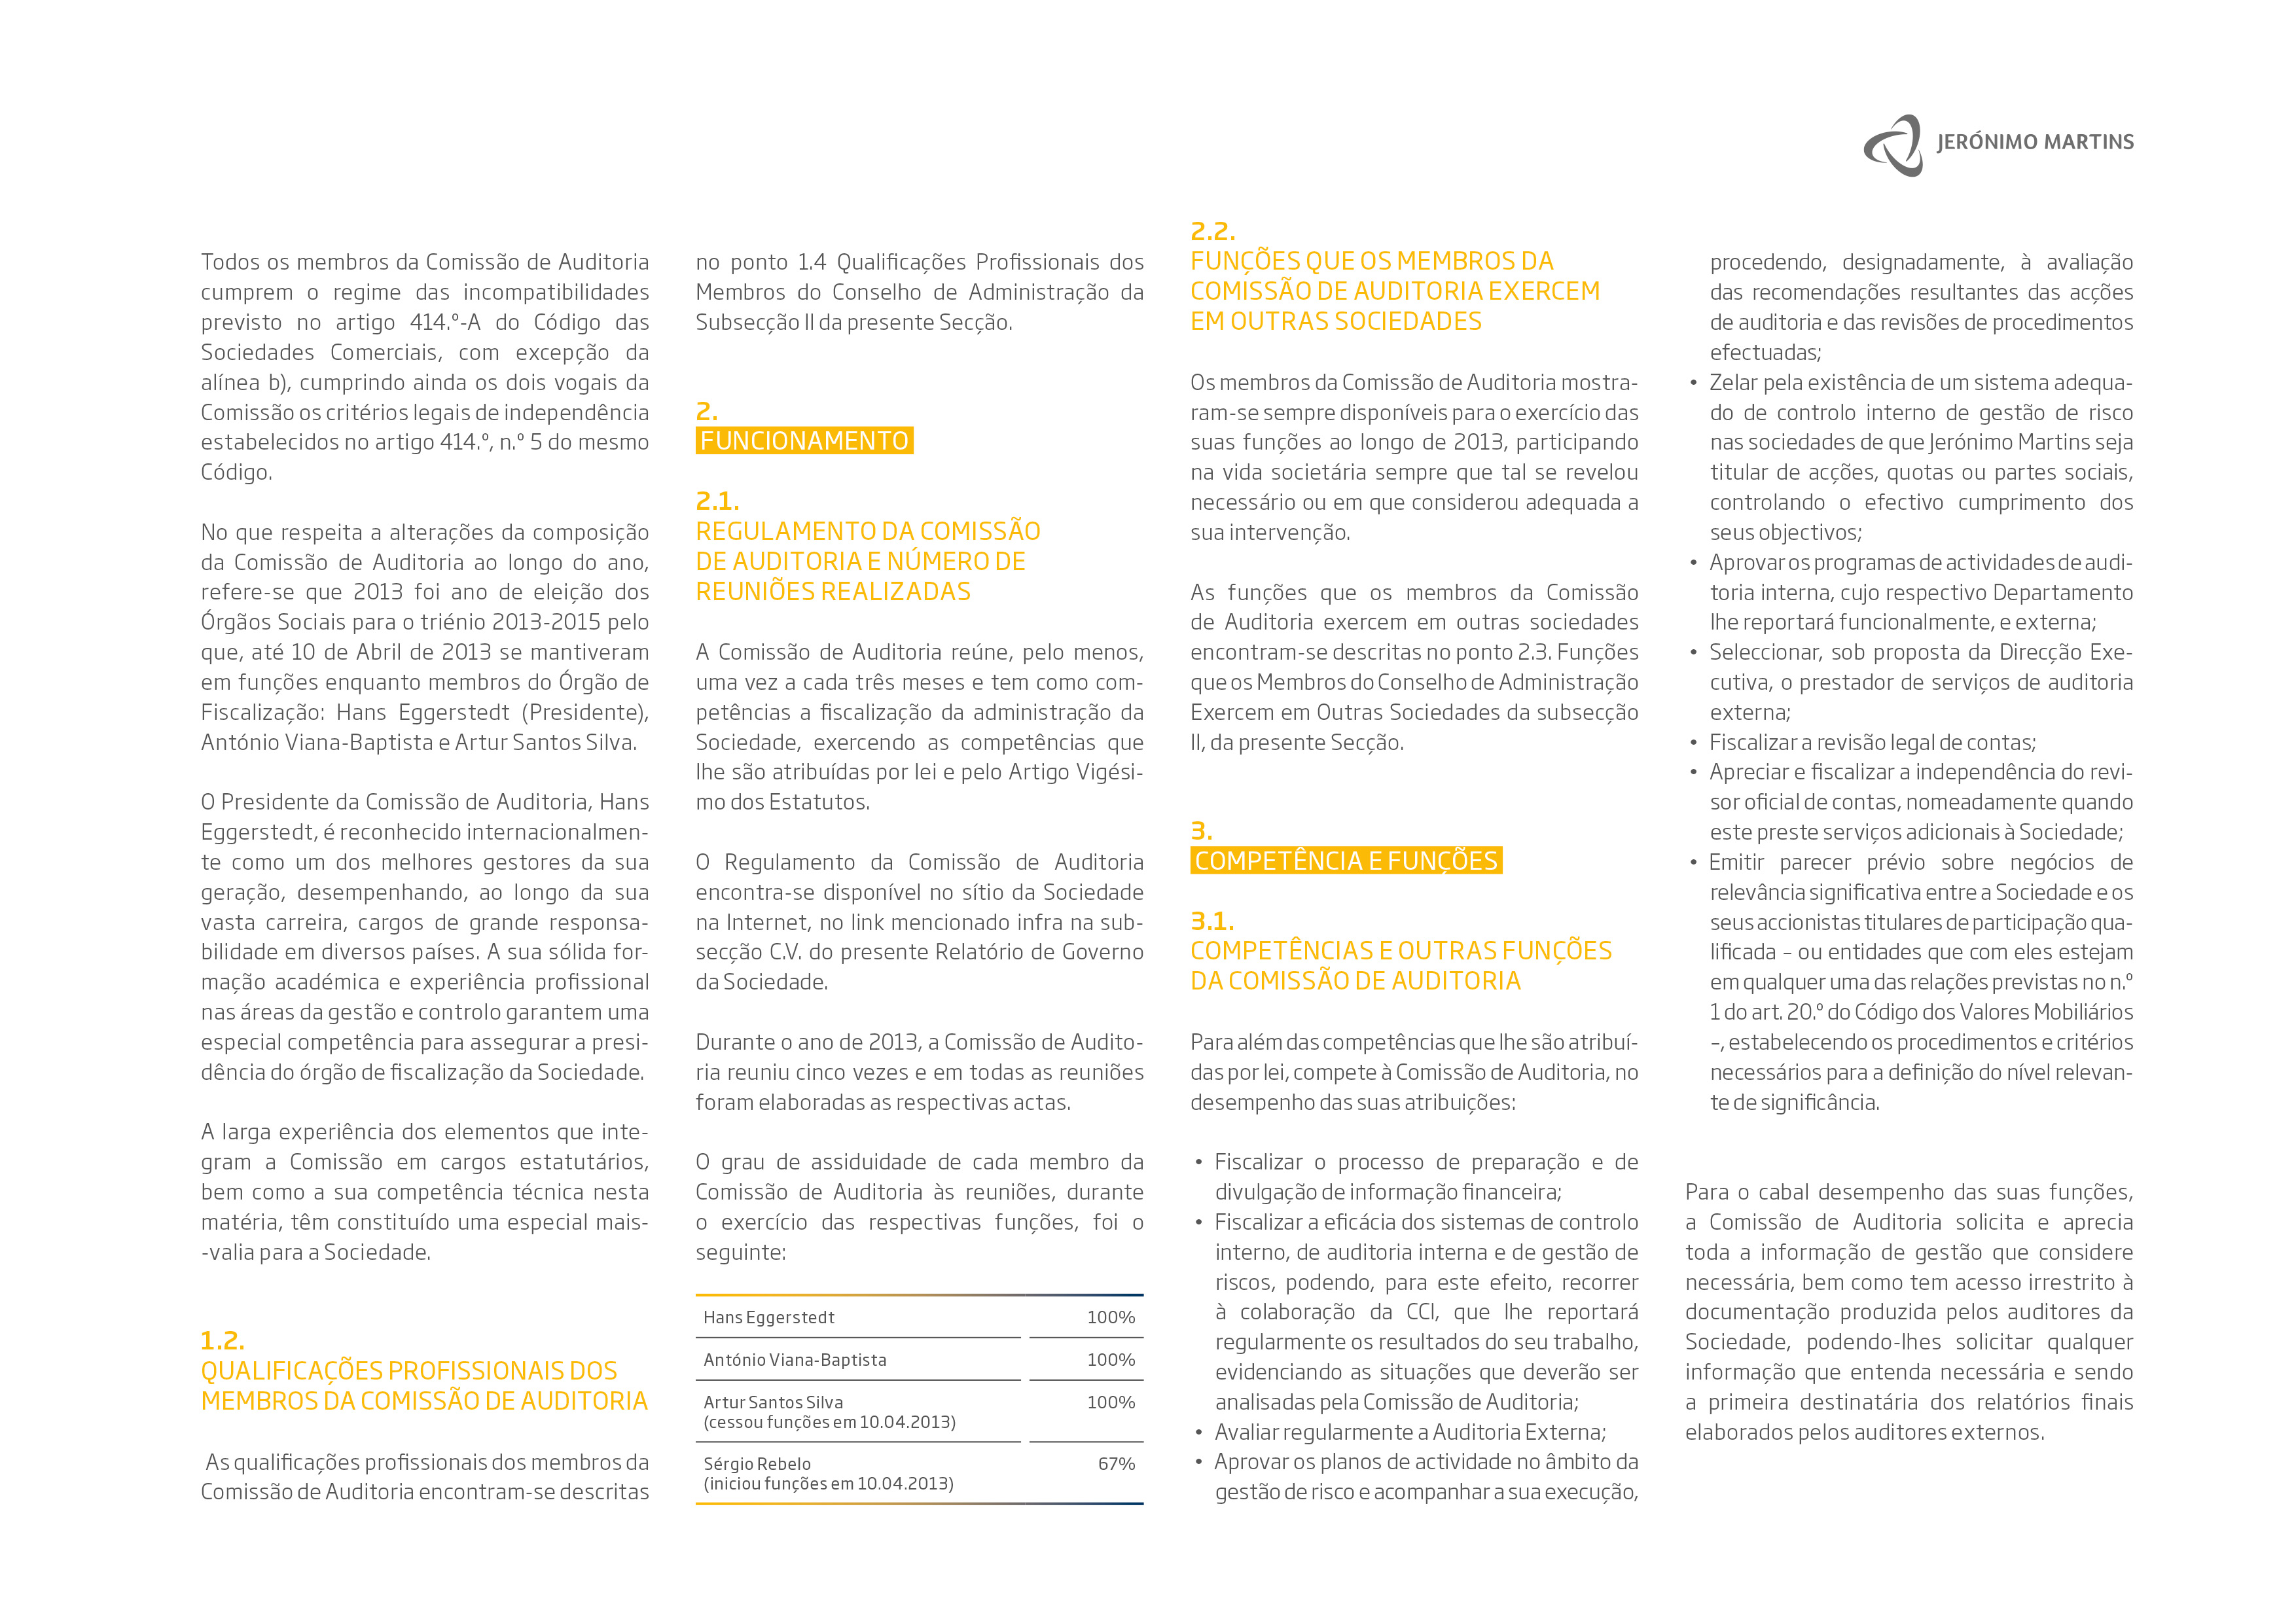 JERÓNIMO MARTINS
Todos os membros da Comissão de Auditoria
cumprem o regime das incompatibilidades
previsto no artigo 414.º-A do Código das
Sociedades Comerciais, com excepção da
alínea b), cumprindo ainda os dois vogais da
Comissão os critérios legais de independência
estabelecidos no artigo 414.º, n.º 5 do mesmo
Código.
No que respeita a alterações da composição
da Comissão de Auditoria ao longo do ano,
refere-se que 2013 foi ano de eleição dos
Órgãos Sociais para o triénio 2013-2015 pelo
que, até 10 de Abril de 2013 se mantiveram
em funções enquanto membros do Órgão de
Fiscalização: Hans Eggerstedt (Presidente),
António Viana-Baptista e Artur Santos Silva.
O Presidente da Comissão de Auditoria, Hans
Eggerstedt, é reconhecido internacionalmen-
te como um dos melhores gestores da sua
geração, desempenhando, ao longo da sua
vasta carreira, cargos de grande responsa-
bilidade em diversos países. A sua sólida for-
mação académica e experiência profissional
nas áreas da gestão e controlo garantem uma
especial competência para assegurar a presi-
dência do órgão de fiscalização da Sociedade.
A larga experiência dos elementos que inte-
gram a Comissão em cargos estatutários,
bem como a sua competência técnica nesta
matéria, têm constituído uma especial mais-
-valia para a Sociedade.
1.2.
QUALIFICAÇÕES PROFISSIONAIS DOS
MEMBROS DA COMISSÃO DE AUDITORIA
As qualificações profissionais dos membros da
Comissão de Auditoria encontram-se descritas
no ponto 1.4 Qualificações Profissionais dos
Membros do Conselho de Administração da
Subsecção II da presente Secção.
2.
FUNCIONAMENTO
2.1.
REGULAMENTO DA COMISSÃO
DE AUDITORIA E NÚMERO DE
REUNIÕES REALIZADAS
A Comissão de Auditoria reúne, pelo menos,
uma vez a cada três meses e tem como com-
petências a fiscalização da administração da
Sociedade, exercendo as competências que
lhe são atribuídas por lei e pelo Artigo Vigési-
mo dos Estatutos.
O Regulamento da Comissão de Auditoria
encontra-se disponível no sítio da Sociedade
na Internet, no link mencionado infra na sub-
secção C.V. do presente Relatório de Governo
da Sociedade.
Durante o ano de 2013, a Comissão de Audito-
ria reuniu cinco vezes e em todas as reuniões
foram elaboradas as respectivas actas.
O grau de assiduidade de cada membro da
Comissão de Auditoria às reuniões, durante
o exercício das respectivas funções, foi o
seguinte:
Hans Eggerstedt 100%
António Viana-Baptista 100%
Artur Santos Silva 100%
(cessou funções em 10.04.2013)
Sérgio Rebelo 67%
(iniciou funções em 10.04.2013)
2.2.
FUNÇÕES QUE OS MEMBROS DA
COMISSÃO DE AUDITORIA EXERCEM
EM OUTRAS SOCIEDADES
Os membros da Comissão de Auditoria mostra-
ram-se sempre disponíveis para o exercício das
suas funções ao longo de 2013, participando
na vida societária sempre que tal se revelou
necessário ou em que considerou adequada a
sua intervenção.
As funções que os membros da Comissão
de Auditoria exercem em outras sociedades
encontram-se descritas no ponto 2.3. Funções
que os Membros do Conselho de Administração
Exercem em Outras Sociedades da subsecção
II, da presente Secção.
3.
COMPETÊNCIA E FUNÇÕES
3.1.
COMPETÊNCIAS E OUTRAS FUNÇÕES
DA COMISSÃO DE AUDITORIA
Para além das competências que lhe são atribuí-
das por lei, compete à Comissão de Auditoria, no
desempenho das suas atribuições:
• Fiscalizar o processo de preparação e de
divulgação de informação financeira;
• Fiscalizar a eficácia dos sistemas de controlo
interno, de auditoria interna e de gestão de
riscos, podendo, para este efeito, recorrer
à colaboração da CCI, que lhe reportará
regularmente os resultados do seu trabalho,
evidenciando as situações que deverão ser
analisadas pela Comissão de Auditoria;
• Avaliar regularmente a Auditoria Externa;
• Aprovar os planos de actividade no âmbito da
gestão de risco e acompanhar a sua execução,
procedendo, designadamente, à avaliação
das recomendações resultantes das acções
de auditoria e das revisões de procedimentos
efectuadas;
• Zelar pela existência de um sistema adequa-
do de controlo interno de gestão de risco
nas sociedades de que Jerónimo Martins seja
titular de acções, quotas ou partes sociais,
controlando o efectivo cumprimento dos
seus objectivos;
• Aprovar os programas de actividades de audi-
toria interna, cujo respectivo Departamento
lhe reportará funcionalmente, e externa;
• Seleccionar, sob proposta da Direcção Exe-
cutiva, o prestador de serviços de auditoria
externa;
• Fiscalizar a revisão legal de contas;
• Apreciar e fiscalizar a independência do revi-
sor oficial de contas, nomeadamente quando
este preste serviços adicionais à Sociedade;
• Emitir parecer prévio sobre negócios de
relevância significativa entre a Sociedade e os
seus accionistas titulares de participação qua-
lificada – ou entidades que com eles estejam
em qualquer uma das relações previstas no n.º
1 do art. 20.º do Código dos Valores Mobiliários
–, estabelecendo os procedimentos e critérios
necessários para a definição do nível relevan-
te de significância.
Para o cabal desempenho das suas funções,
a Comissão de Auditoria solicita e aprecia
toda a informação de gestão que considere
necessária, bem como tem acesso irrestrito à
documentação produzida pelos auditores da
Sociedade, podendo-lhes solicitar qualquer
informação que entenda necessária e sendo
a primeira destinatária dos relatórios finais
elaborados pelos auditores externos.